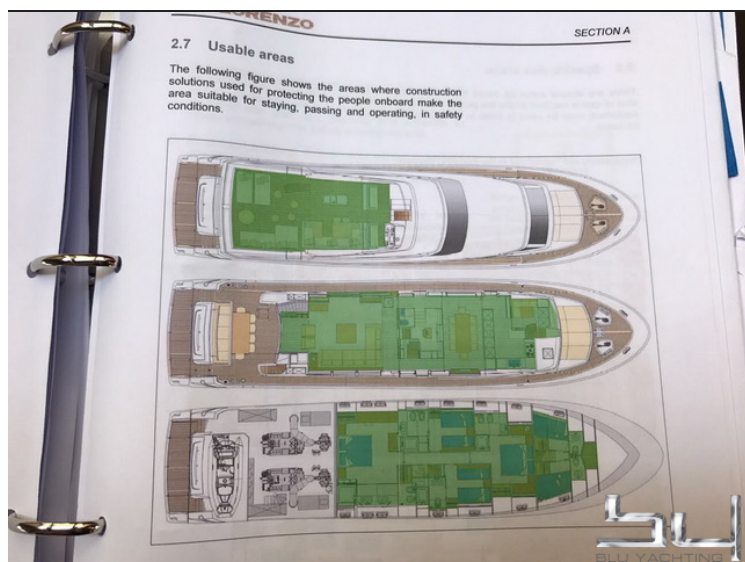 RENZO
SECTION A
2.7 Usable areas
The following figure shows the areas where construction
solutions used for protecting the people onboard make the
area suitable for staying, passing and operating, in safety
conditions.
BLU YACHTING